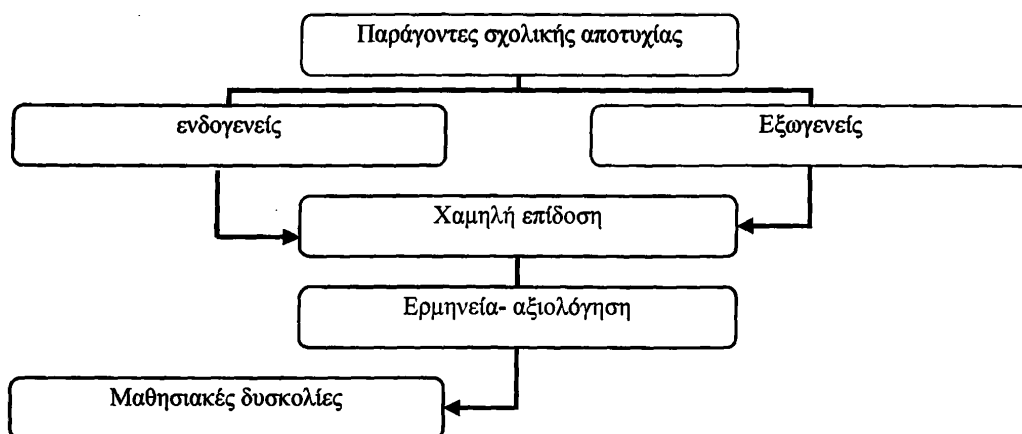 Παράγοντες σχολικής αποτυχίας
ενδογενείς
Εξωγενείς
Χαμηλή επίδοση
Ερμηνεία- αξιολόγηση
Μαθησιακές δυσκολίες